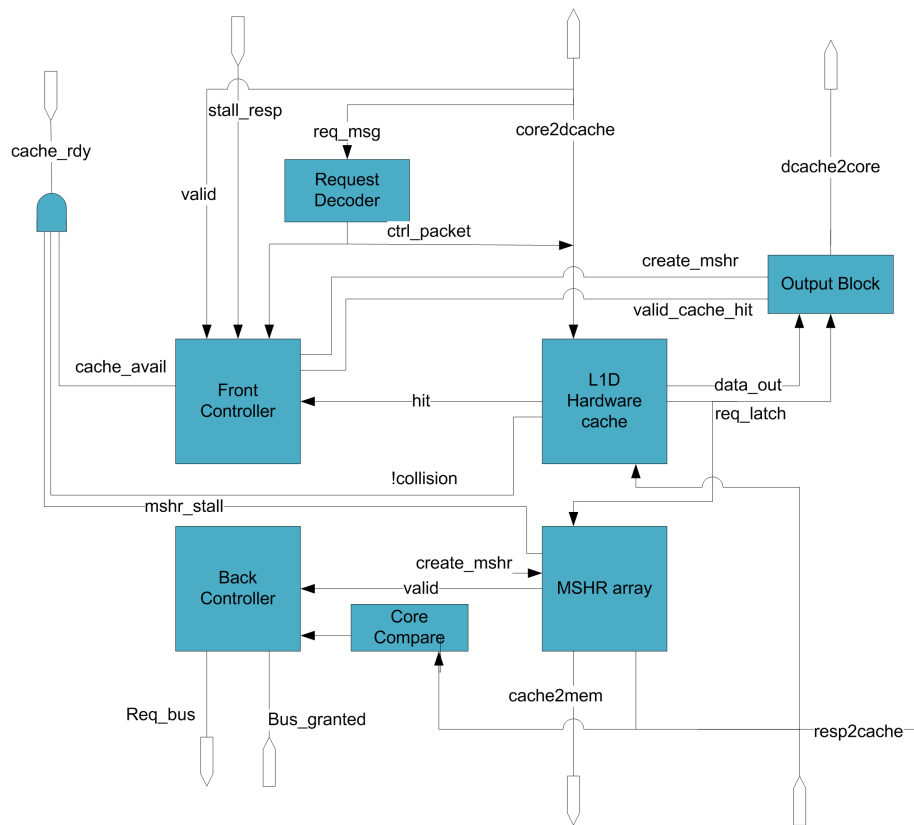 stall_resp
core2dcache
req_msg
cache_rdy
dcache2core
Request
Decoder
valid
ctrl_packet
create_mshr
Output Block
valid_cache_hit
cache_avail
Front
Controller
hit
L1D
Hardware
cache
data_out
req_latch
!collision
mshr_stall
create_mshr
Back
Controller
valid
MSHR array
Core
Compare
cache2mem
Req_bus
Bus_granted
resp2cache